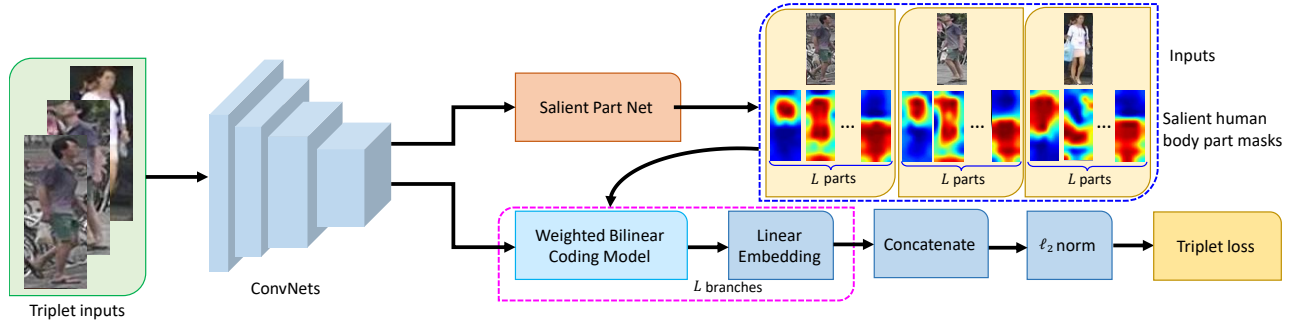 Triplet inputs
ConvNets
Salient Part Net
Inputs
Salient human
body part masks
...
...
...
L parts
L parts
L parts
Weighted Bilinear
Coding Model
Linear
Embedding
L branches
Concatenate
ℓ₂ norm
Triplet loss